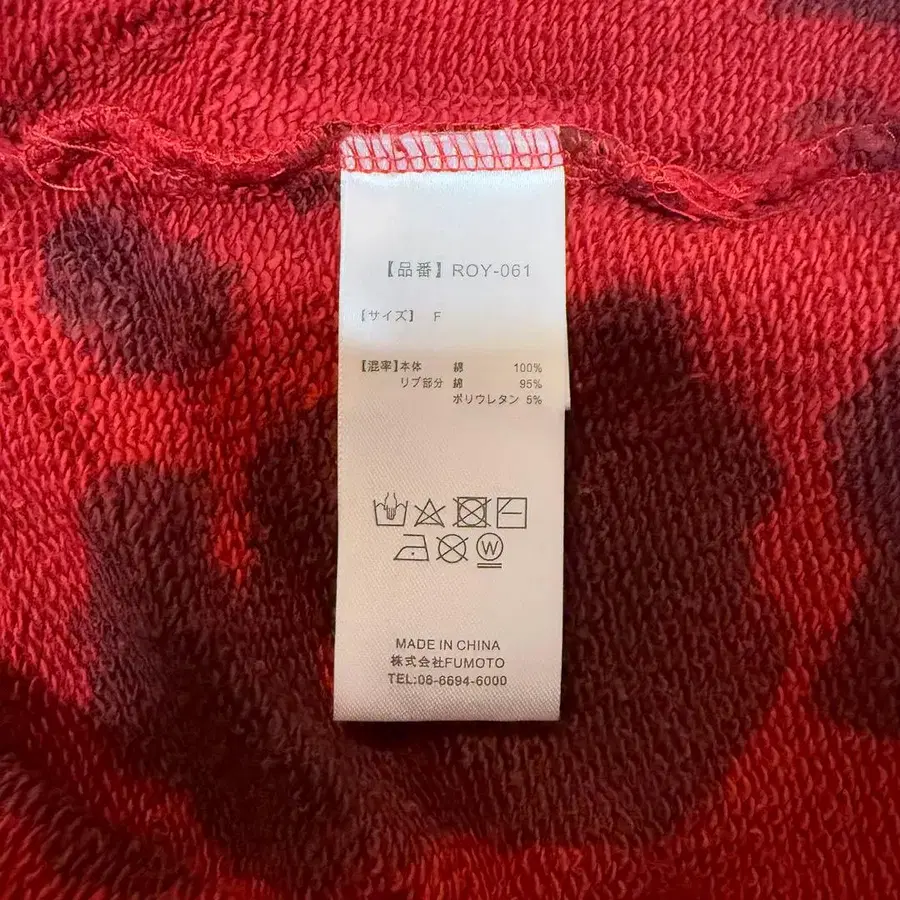 【品番】ROY-061
【サイズ】 F
【混率】本体 綿 100%
リブ部分 綿 95%
ポリウレタン 5%
W
MADE IN CHINA
株式会社FUMOTO
TEL:06-6694-6000